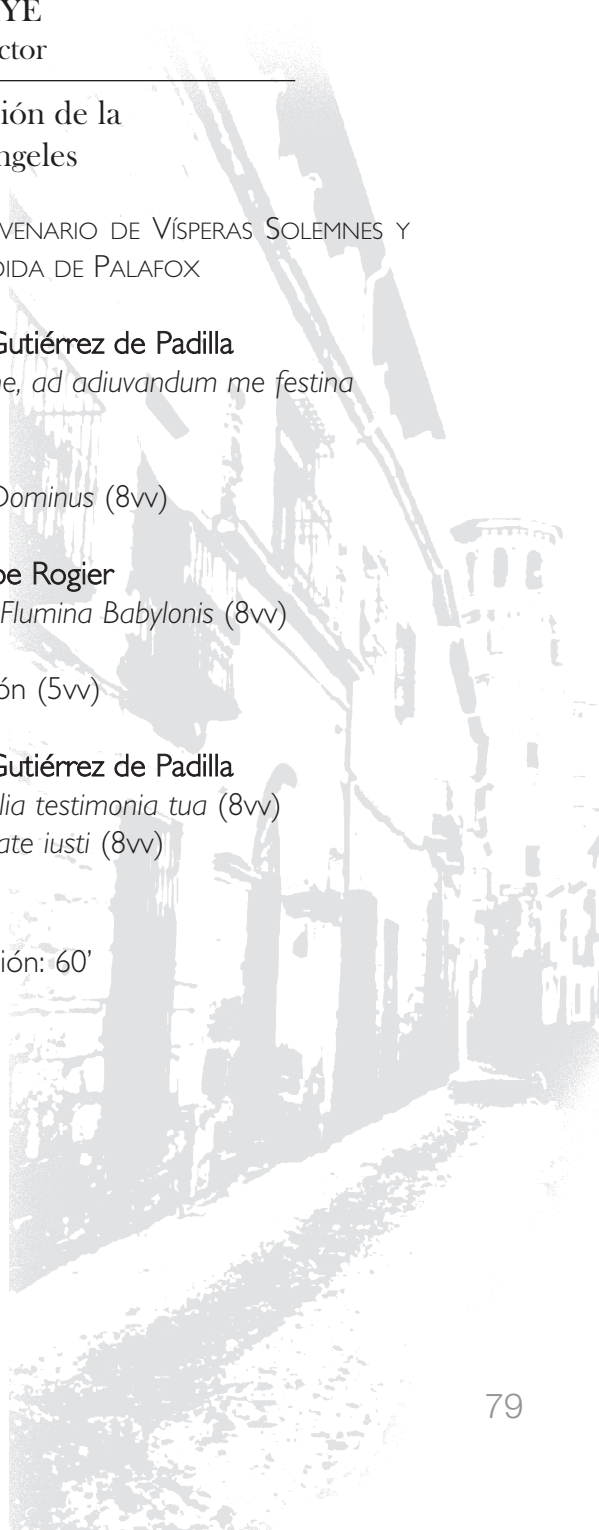 YE
ctor
ión de la
ngeles
VENARIO DE VÍSPERAS SOLEMNES Y
DIDA DE PALAFOX
Gutiérrez de Padilla
ne, ad adiuvandum me festina
Dominus (8vv)
pe Rogier
Flumina Babylonis (8vv)
ón (5vv)
Gutiérrez de Padilla
lia testimonia tua (8vv)
ate iusti (8vv)
ión: 60’
79